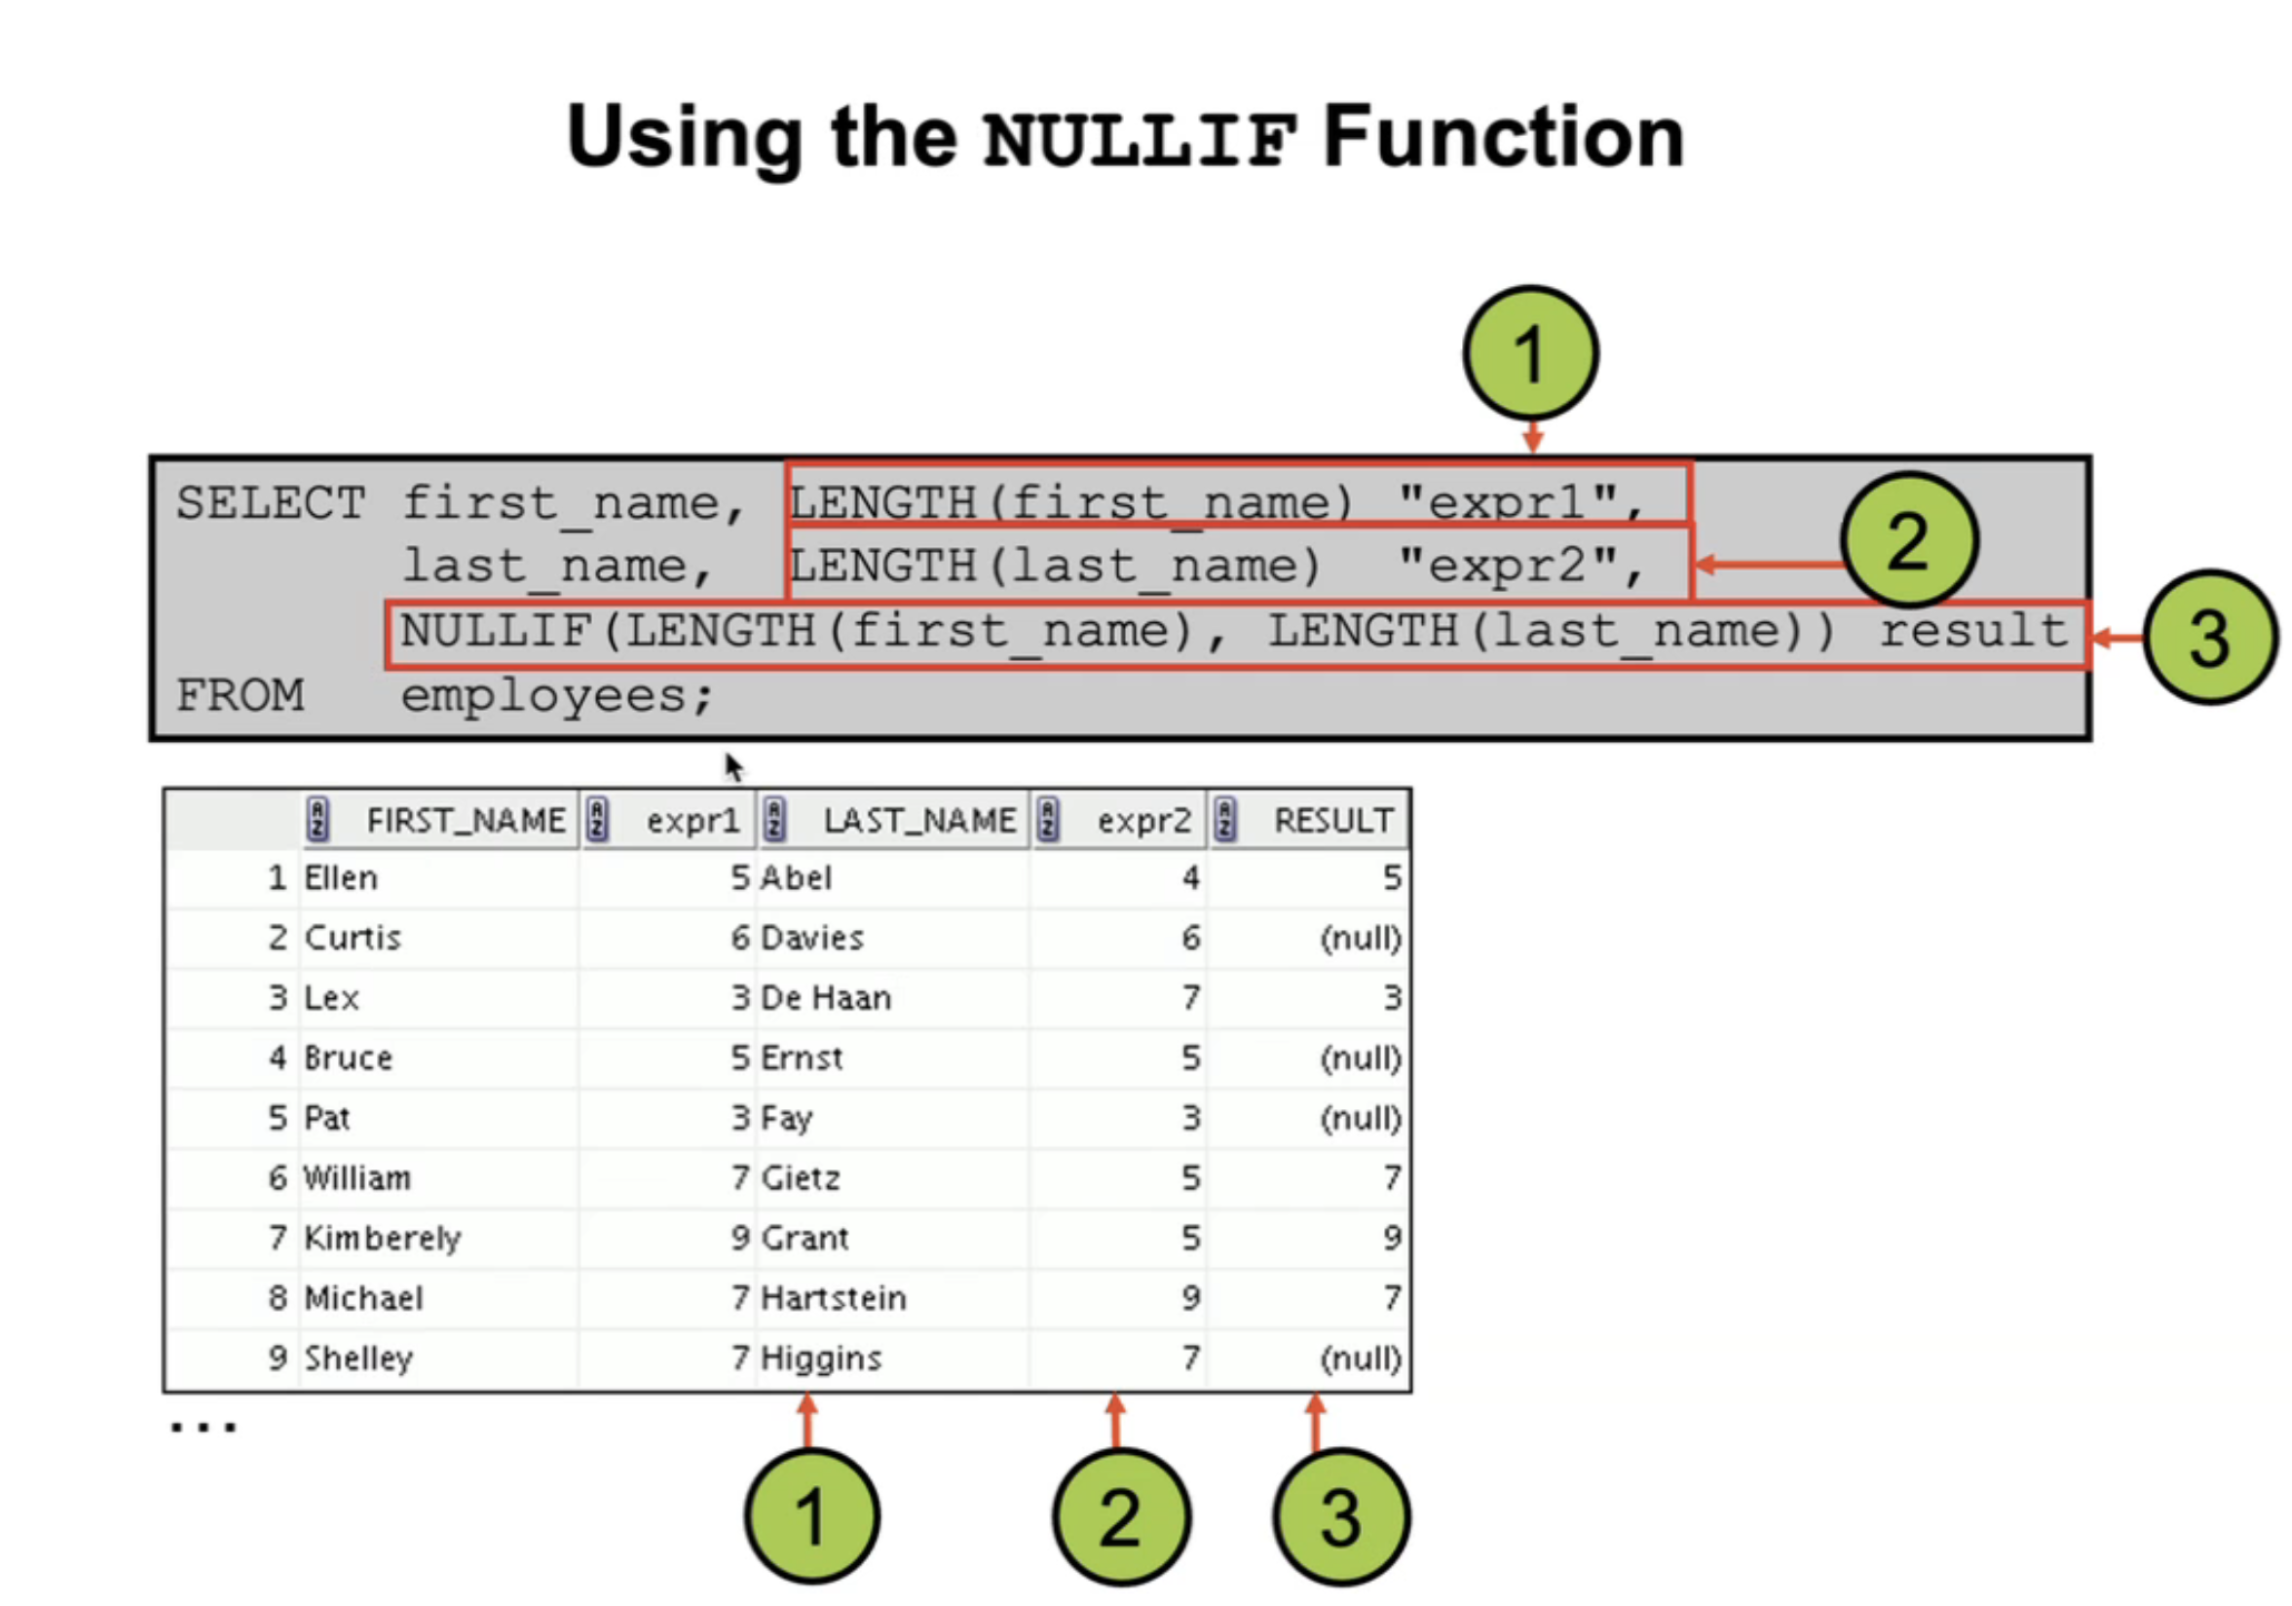 Using the NULLIF Function
1
SELECT first_name, LENGTH(first_name) "expr1",
last_name, LENGTH(last_name) "expr2",
2
NULLIF(LENGTH(first_name), LENGTH(last_name)) result
3
FROM employees;
FIRST_NAME expr1 LAST_NAME expr2 RESULT
1 Ellen 5 Abel 4 5
2 Curtis 6 Davies 6 (null)
3 Lex 3 De Haan 7 3
4 Bruce 5 Ernst 5 (null)
5 Pat 3 Fay 3 (null)
6 William 7 Gietz 5 7
7 Kimberely 9 Grant 5 9
8 Michael 7 Hartstein 9 7
9 Shelley 7 Higgins 7 (null)
...
1 2 3